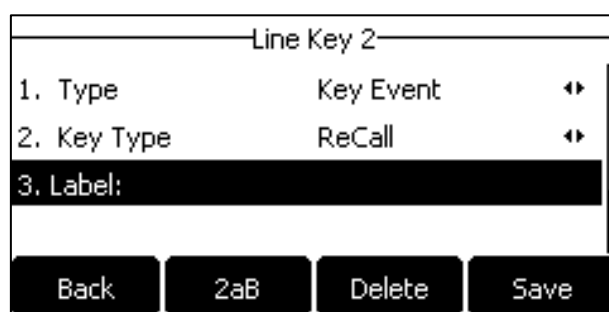 Line Key 2
1. Type Key Event
2. Key Type ReCall
3. Label:
Back 2aB Delete Save